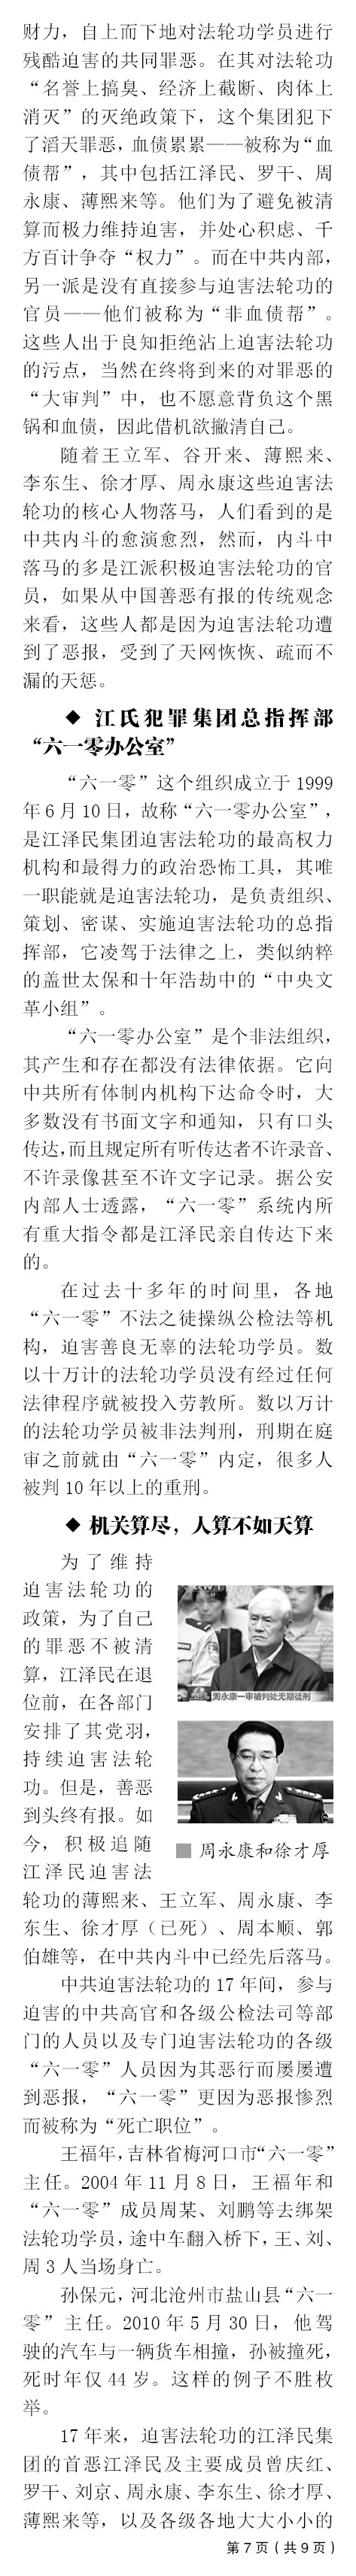 财力，自上而下地对法轮功学员进行
残酷迫害的共同罪恶。在其对法轮功
“名誉上搞臭、经济上截断、肉体上
消灭”的灭绝政策下，这个集团犯下
了滔天罪恶，血债累累——被称为“血
债帮”，其中包括江泽民、罗干、周
永康、薄熙来等。他们为了避免被清
算而极力维持迫害，并处心积虑、千
方百计争夺“权力”。而在中共内部，
另一派是没有直接参与迫害法轮功的
官员——他们被称为“非血债帮”。
这些人出于良知拒绝沾上迫害法轮功
的污点，当然在终将到来的对罪恶的
“大审判”中，也不愿意背负这个黑
锅和血债，因此借机欲撇清自己。
随着王立军、谷开来、薄熙来、
李东生、徐才厚、周永康这些迫害法
轮功的核心人物落马，人们看到的是
中共内斗的愈演愈烈，然而，内斗中
落马的多是江派积极迫害法轮功的官
员，如果从中国善恶有报的传统观念
来看，这些人都是因为迫害法轮功遭
到了恶报，受到了天网恢恢、疏而不
漏的天惩。
◆ 江氏犯罪集团总指挥部
“六一零办公室”
“六一零”这个组织成立于 1999
年 6 月 10 日，故称“六一零办公室”，
是江泽民集团迫害法轮功的最高权力
机构和最得力的政治恐怖工具，其唯
一职能就是迫害法轮功，是负责组织、
策划、密谋、实施迫害法轮功的总指
挥部，它凌驾于法律之上，类似纳粹
的盖世太保和十年浩劫中的“中央文
革小组”。
“六一零办公室”是个非法组织，
其产生和存在都没有法律依据。它向
中共所有体制内机构下达命令时，大
多数没有书面文字和通知，只有口头
传达，而且规定所有听传达者不许录音、
不许录像甚至不许文字记录。据公安
内部人士透露，“六一零”系统内所
有重大指令都是江泽民亲自传达下来
的。
在过去十多年的时间里，各地
“六一零”不法之徒操纵公检法等机
构，迫害善良无辜的法轮功学员。数
以十万计的法轮功学员没有经过任何
法律程序就被投入劳教所。数以万计
的法轮功学员被非法判刑，刑期在庭
审之前就由“六一零”内定，很多人
被判 10 年以上的重刑。
◆ 机关算尽，人算不如天算
为了维持
迫害法轮功的
政策，为了自己
的罪恶不被清
算，江泽民在退
位前，在各部门
安排了其党羽，
持续迫害法轮
功。但是，善恶
到头终有报。如
今，积极追随
江泽民迫害法
周永康一审被判处无期徒刑
■ 周永康和徐才厚
轮功的薄熙来、王立军、周永康、李
东生、徐才厚（已死）、周本顺、郭
伯雄等，在中共内斗中已经先后落马。
中共迫害法轮功的 17 年间，参与
迫害的中共高官和各级公检法司等部
门的人员以及专门迫害法轮功的各级
“六一零”人员因为其恶行而屡屡遭
到恶报，“六一零”更因为恶报惨烈
而被称为“死亡职位”。
王福年，吉林省梅河口市“六一零”
主任。2004 年 11 月 8 日，王福年和
“六一零”成员周某、刘鹏等去绑架
法轮功学员，途中车翻入桥下，王、刘、
周 3 人当场身亡。
孙保元，河北沧州市盐山县“六一
零”主任。2010 年 5 月 30 日，他驾
驶的汽车与一辆货车相撞，孙被撞死，
死时年仅 44 岁。这样的例子不胜枚
举。
17 年来，迫害法轮功的江泽民集
团的首恶江泽民及主要成员曾庆红、
罗干、刘京、周永康、李东生、徐才厚、
薄熙来等，以及各级各地大大小小的
第 7 页 ( 共 9 页 )